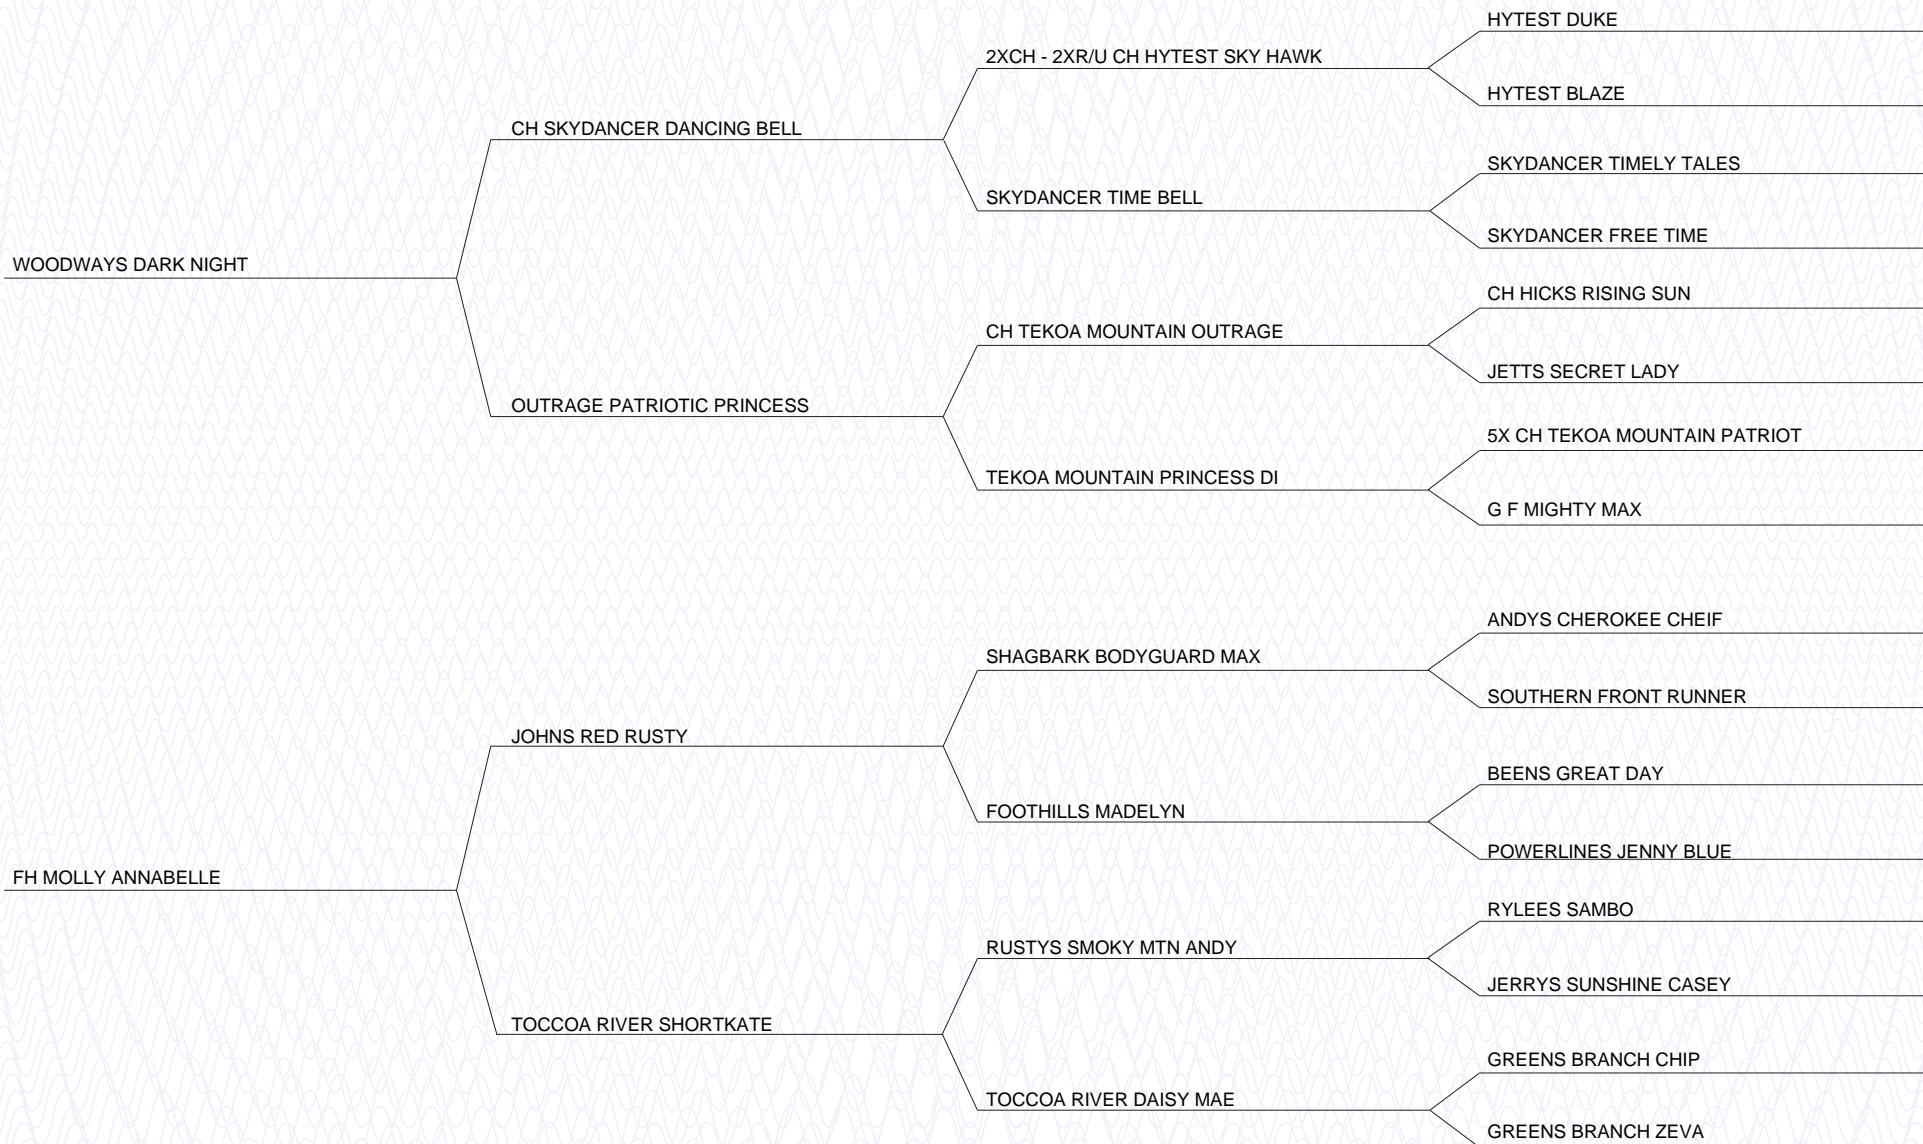 HYTEST DUKE
2XCH - 2XR/U CH HYTEST SKY HAWK
HYTEST BLAZE
CH SKYDANCER DANCING BELL
SKYDANCER TIMELY TALES
SKYDANCER TIME BELL
SKYDANCER FREE TIME
WOODWAYS DARK NIGHT
CH HICKS RISING SUN
CH TEKOA MOUNTAIN OUTRAGE
JETTS SECRET LADY
OUTRAGE PATRIOTIC PRINCESS
5X CH TEKOA MOUNTAIN PATRIOT
TEKOA MOUNTAIN PRINCESS DI
G F MIGHTY MAX
ANDYS CHEROKEE CHEIF
SHAGBARK BODYGUARD MAX
SOUTHERN FRONT RUNNER
JOHNS RED RUSTY
BEENS GREAT DAY
FOOTHILLS MADELYN
POWERLINES JENNY BLUE
FH MOLLY ANNABELLE
RYLEES SAMBO
RUSTYS SMOKY MTN ANDY
JERRYS SUNSHINE CASEY
TOCCOA RIVER SHORTKATE
GREENS BRANCH CHIP
TOCCOA RIVER DAISY MAE
GREENS BRANCH ZEVA